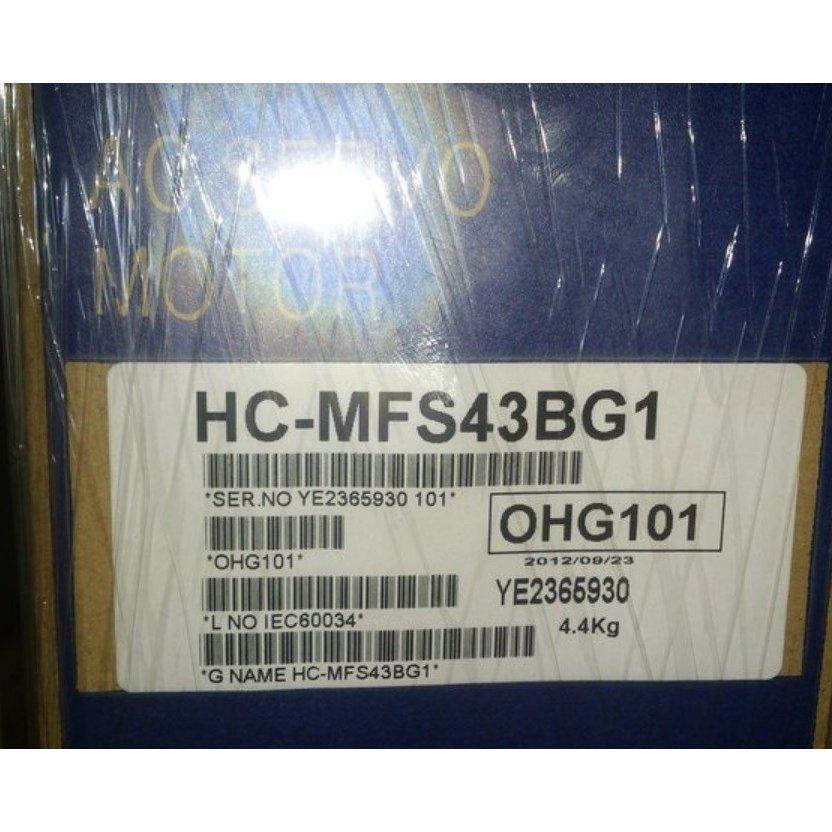 AC SERVO
MOTOR
HC-MFS43BG1
*SER.NO YE2365930 101*
OHG101
*OHG101*
2012/09/23
YE2365930
*L NO IEC60034*
4.4Kg
*G NAME HC-MFS43BG1*